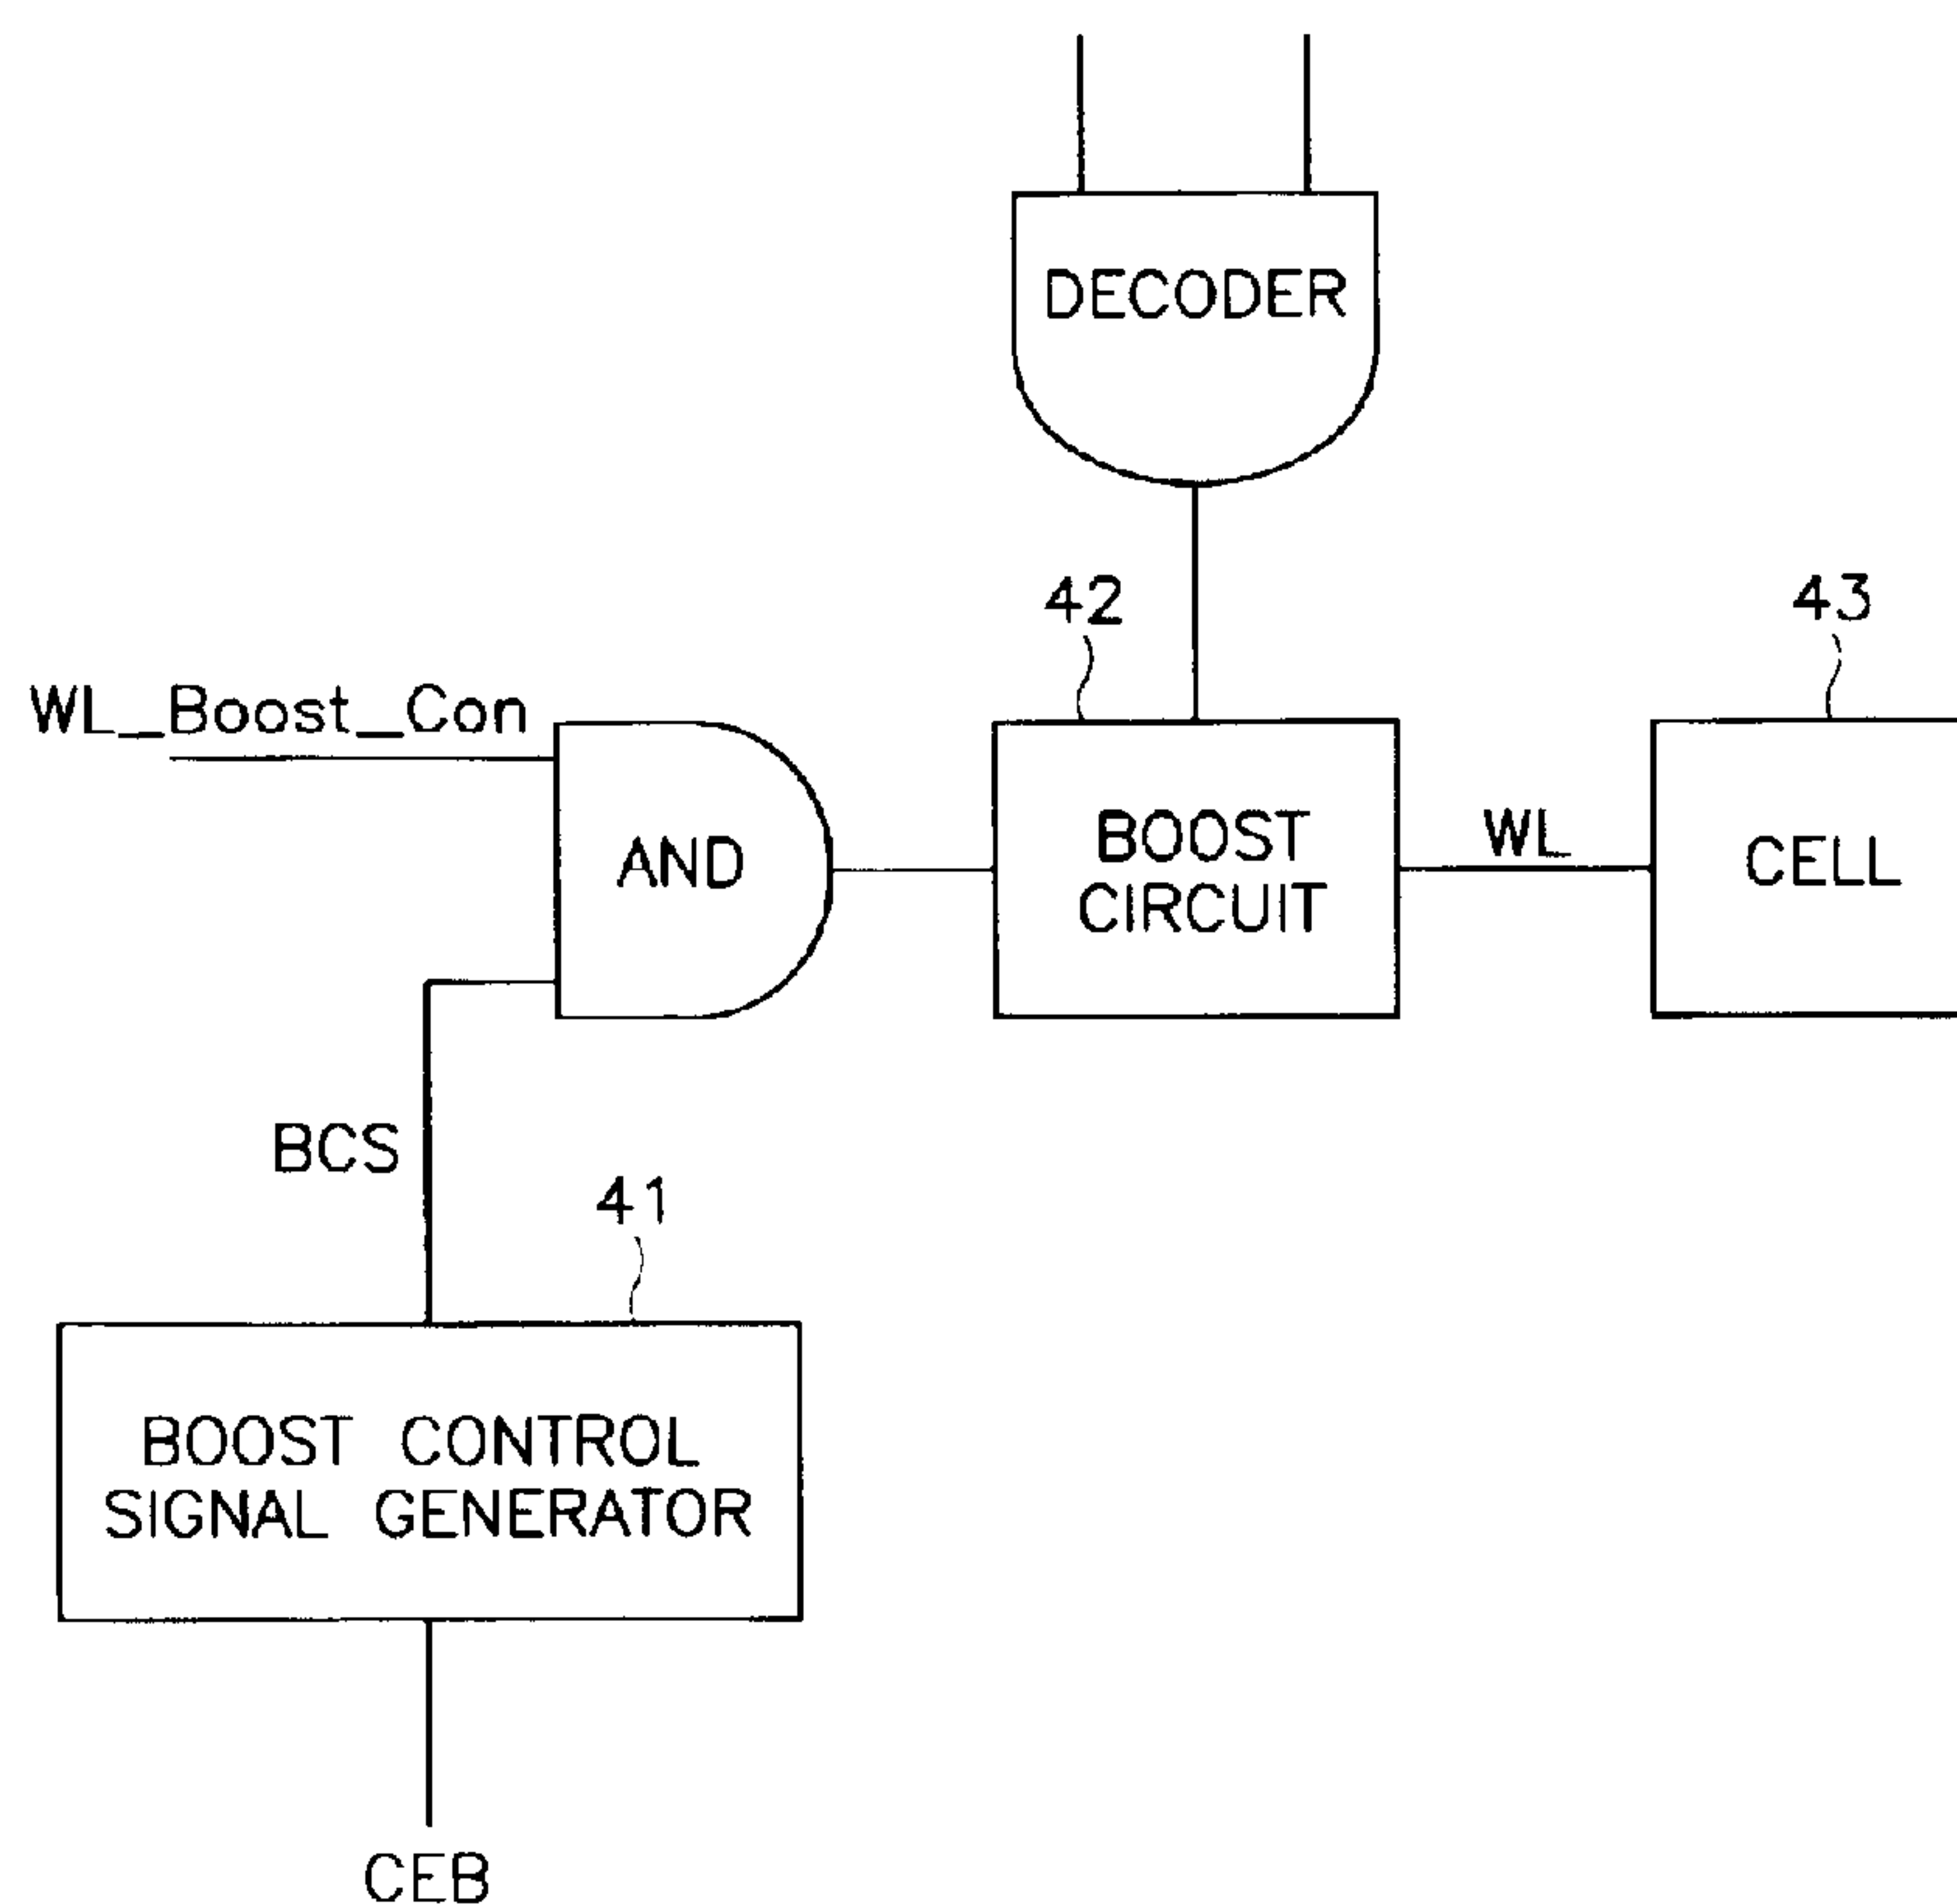 DECODER
42
43
WL_Boost_Con
AND
BOOST
CIRCUIT
WL
CELL
BCS
41
BOOST CONTROL
SIGNAL GENERATOR
CEB